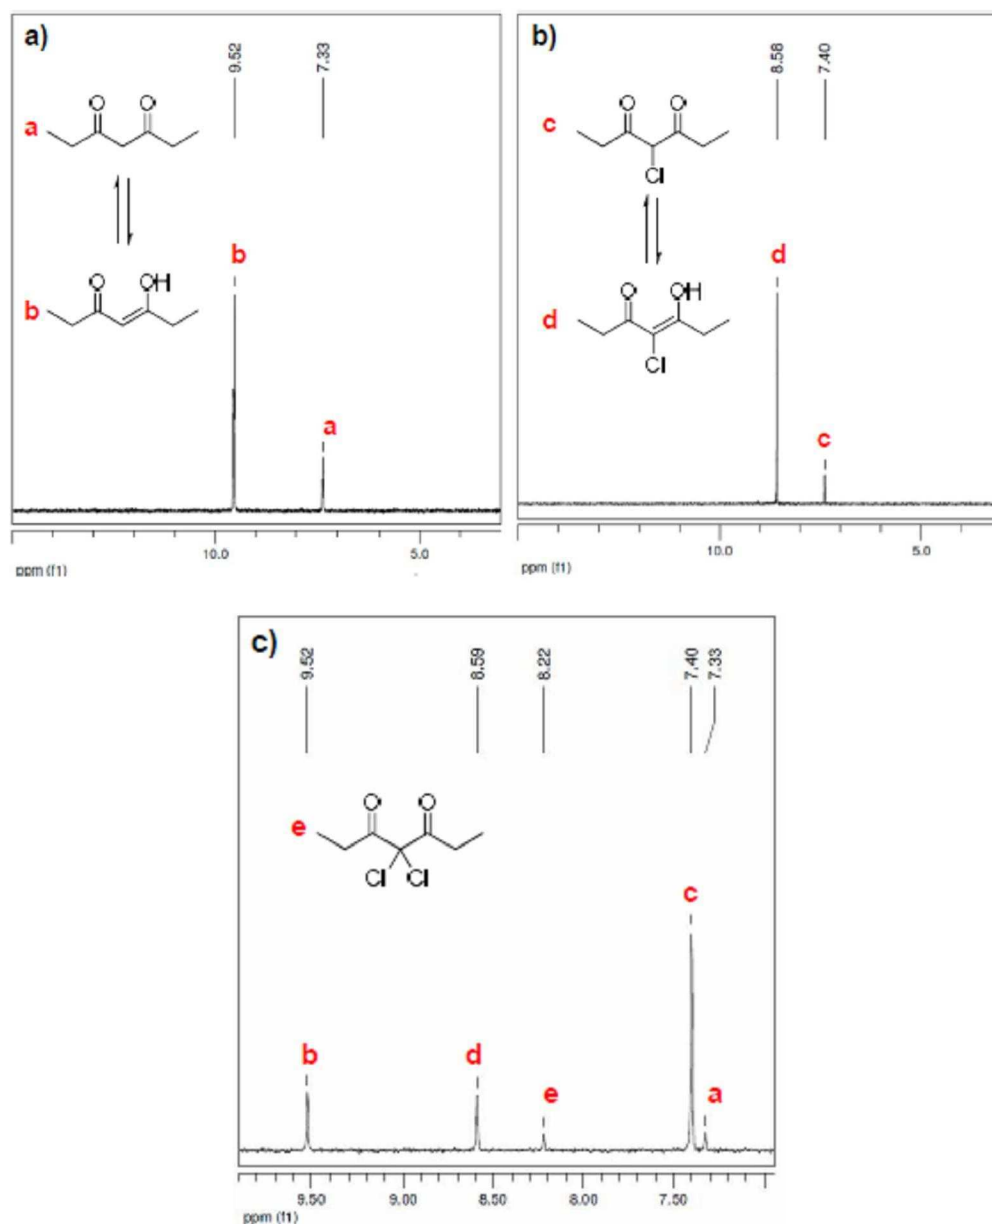 a)
9.52
7.33
a
O O
b
O OH
b
a
10.0 5.0
ppm (f1)
b)
8.58
7.40
c
O O
Cl
d
d
O OH
Cl
c
10.0 5.0
ppm (f1)
c)
9.52
8.59
8.22
7.40
7.33
e
O O
Cl Cl
c
b
d
e
a
9.50 9.00 8.50 8.00 7.50
ppm (f1)